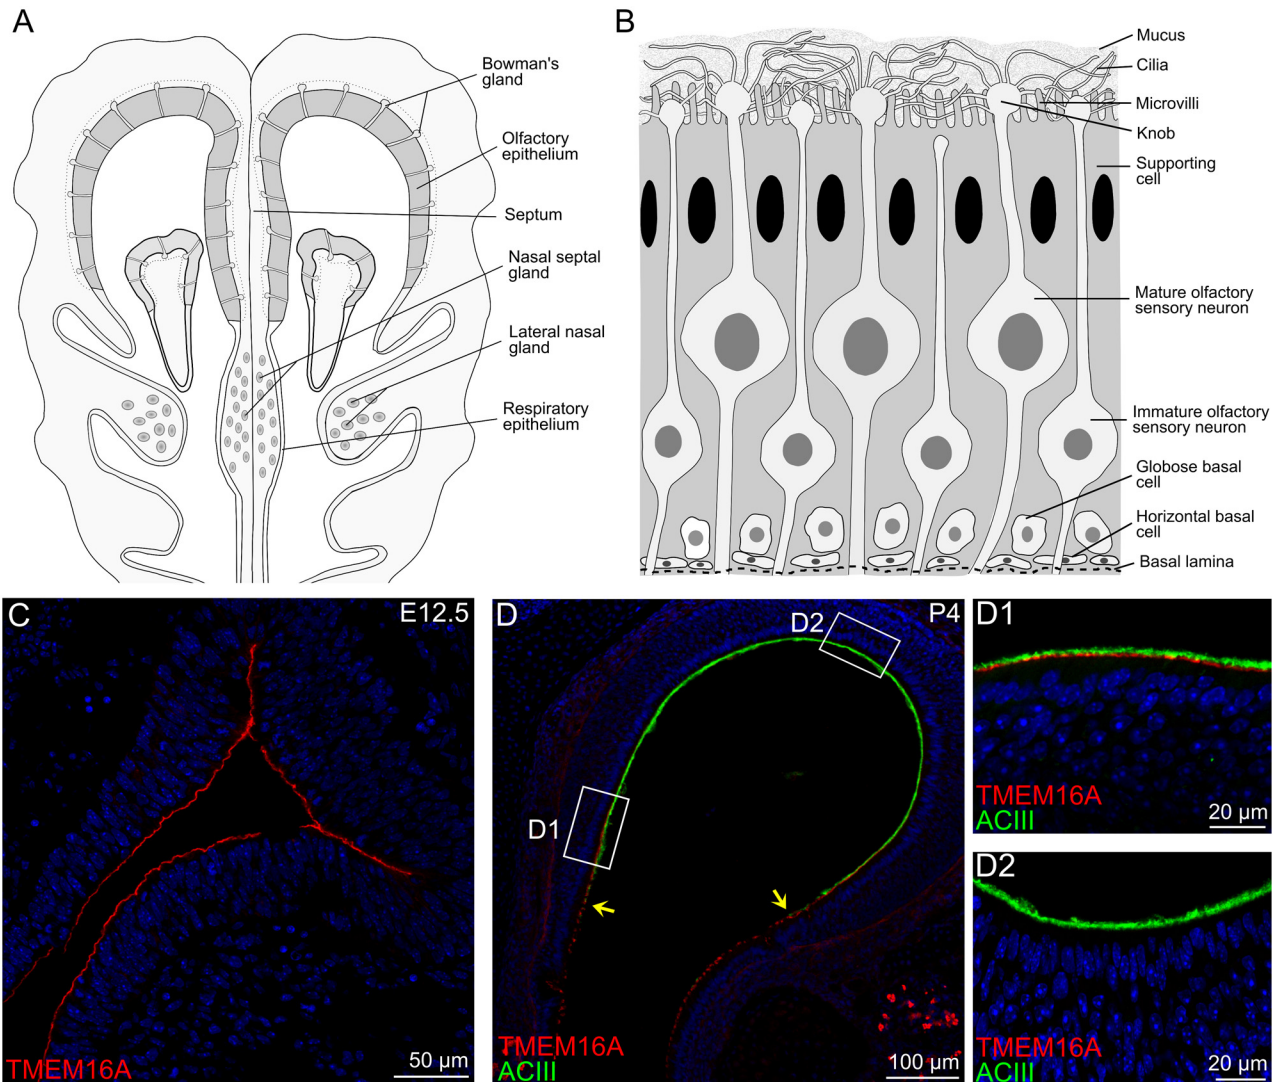 A
Bowman's
gland
Olfactory
epithelium
Septum
Nasal septal
gland
Lateral nasal
gland
Respiratory
epithelium
B
Mucus
Cilia
Microvilli
Knob
Supporting
cell
Mature olfactory
sensory neuron
Immature olfactory
sensory neuron
Globose basal
cell
Horizontal basal
cell
Basal lamina
C
E12.5
TMEM16A
50 µm
D
P4
D2
D1
TMEM16A
ACIII
100 µm
D1
TMEM16A
ACIII
20 µm
D2
TMEM16A
ACIII
20 µm